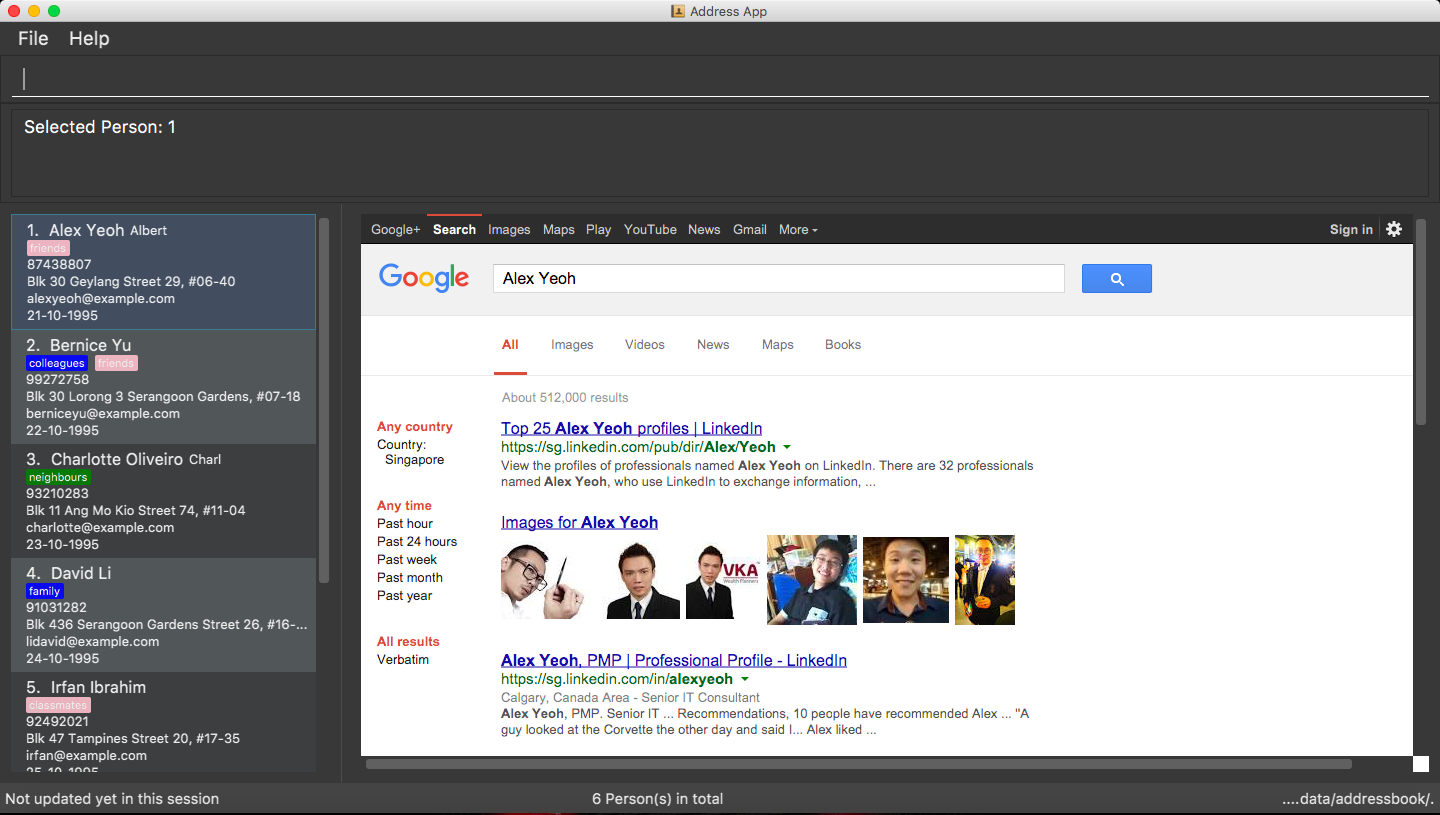 Address App
File Help
Selected Person: 1
1. Alex Yeoh Albert
friends
87438807
Blk 30 Geylang Street 29, #06-40
alexyeoh@example.com
21-10-1995
2. Bernice Yu
colleagues friends
99272758
Blk 30 Lorong 3 Serangoon Gardens, #07-18
berniceyu@example.com
22-10-1995
3. Charlotte Oliveiro Charl
neighbours
93210283
Blk 11 Ang Mo Kio Street 74, #11-04
charlotte@example.com
23-10-1995
4. David Li
family
91031282
Blk 436 Serangoon Gardens Street 26, #16-...
lidavid@example.com
24-10-1995
5. Irfan Ibrahim
classmates
92492021
Blk 47 Tampines Street 20, #17-35
irfan@example.com
25-10-1995
Google+ Search Images Maps Play YouTube News Gmail More Sign in
Google
Alex Yeoh
All Images Videos News Maps Books
About 512,000 results
Any country
Country:
Singapore
Any time
Past hour
Past 24 hours
Past week
Past month
Past year
All results
Verbatim
Top 25 Alex Yeoh profiles | LinkedIn
https://sg.linkedin.com/pub/dir/Alex/Yeoh
View the profiles of professionals named Alex Yeoh on LinkedIn. There are 32 professionals
named Alex Yeoh, who use LinkedIn to exchange information, ...
Images for Alex Yeoh
VKA
Wealth Planners
Alex Yeoh, PMP | Professional Profile - LinkedIn
https://sg.linkedin.com/in/alexyeoh
Calgary, Canada Area - Senior IT Consultant
Alex Yeoh, PMP. Senior IT ... Recommendations, 10 people have recommended Alex ... "A
guy looked at the Corvette the other day and said I... Alex liked ...
Not updated yet in this session
6 Person(s) in total
....data/addressbook/.